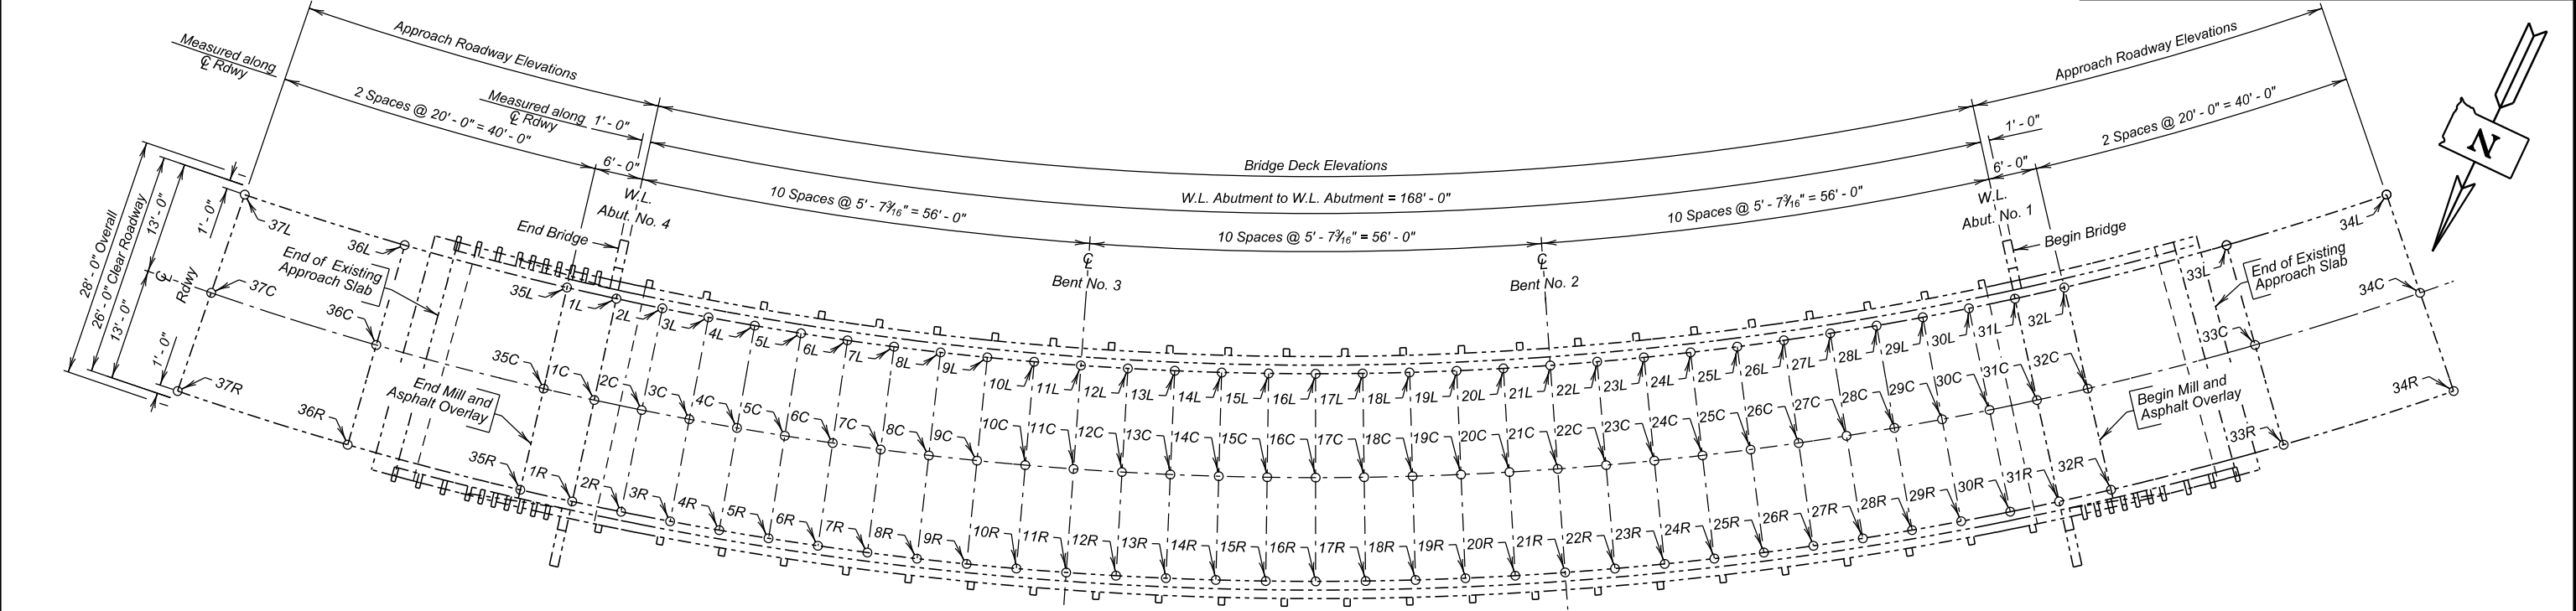 Approach Roadway Elevations
Approach Roadway Elevations
Measured along
℄ Rdwy
2 Spaces @ 20' - 0" = 40' - 0"
Measured along
℄ Rdwy
1' - 0"
1' - 0"
2 Spaces @ 20' - 0" = 40' - 0"
Bridge Deck Elevations
6' - 0"
6' - 0"
W.L. Abutment to W.L. Abutment = 168' - 0"
10 Spaces @ 5' - 7 3/16" = 56' - 0"
10 Spaces @ 5' - 7 3/16" = 56' - 0"
10 Spaces @ 5' - 7 3/16" = 56' - 0"
W.L.
Abut. No. 4
W.L.
Abut. No. 1
End Bridge
Begin Bridge
℄
Bent No. 3
℄
Bent No. 2
N
28' - 0" Overall
26' - 0" Clear Roadway
13' - 0"
13' - 0"
1' - 0"
1' - 0"
℄
Rdwy
End of Existing
Approach Slab
End of Existing
Approach Slab
End Mill and
Asphalt Overlay
Begin Mill and
Asphalt Overlay
37L
36L
35L
1L
2L
3L
4L
5L
6L
7L
8L
9L
10L
11L
12L
13L
14L
15L
16L
17L
18L
19L
20L
21L
22L
23L
24L
25L
26L
27L
28L
29L
30L
31L
32L
33L
34L
37C
36C
35C
1C
2C
3C
4C
5C
6C
7C
8C
9C
10C
11C
12C
13C
14C
15C
16C
17C
18C
19C
20C
21C
22C
23C
24C
25C
26C
27C
28C
29C
30C
31C
32C
33C
34C
37R
36R
35R
1R
2R
3R
4R
5R
6R
7R
8R
9R
10R
11R
12R
13R
14R
15R
16R
17R
18R
19R
20R
21R
22R
23R
24R
25R
26R
27R
28R
29R
30R
31R
32R
33R
34R